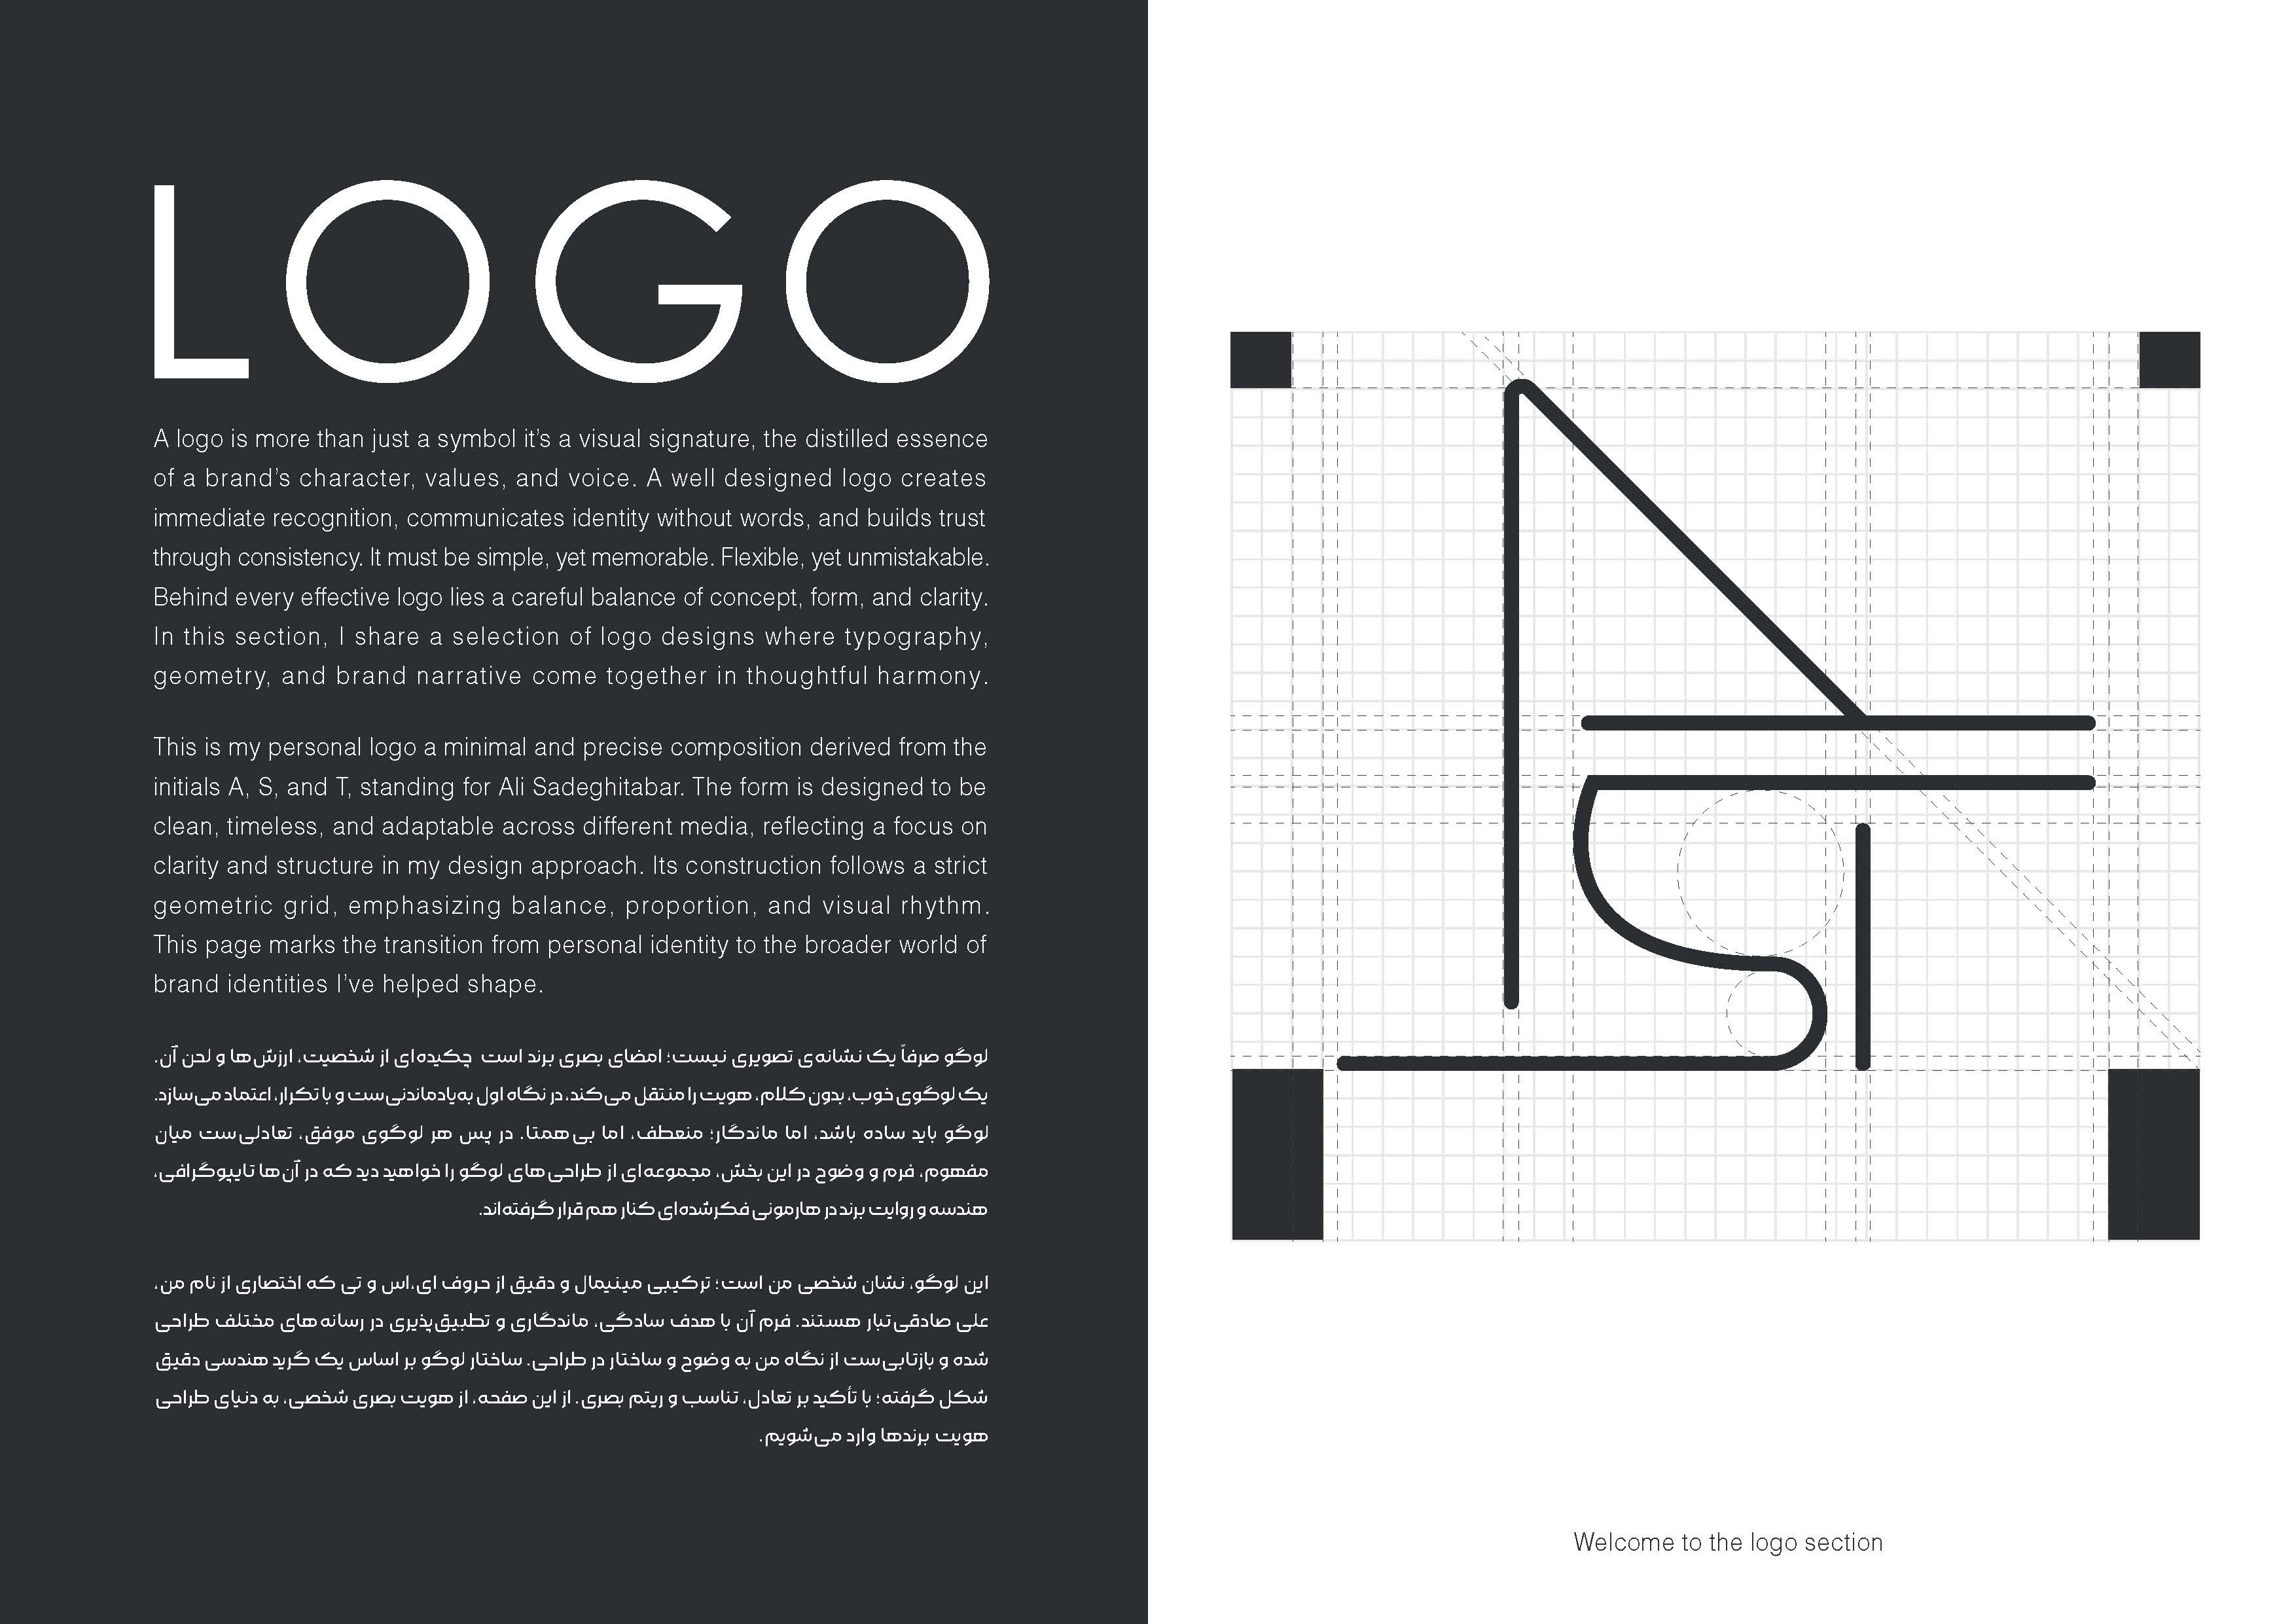 LOGO
A logo is more than just a symbol it’s a visual signature, the distilled essence
of a brand’s character, values, and voice. A well designed logo creates
immediate recognition, communicates identity without words, and builds trust
through consistency. It must be simple, yet memorable. Flexible, yet unmistakable.
Behind every effective logo lies a careful balance of concept, form, and clarity.
In this section, I share a selection of logo designs where typography,
geometry, and brand narrative come together in thoughtful harmony.
This is my personal logo a minimal and precise composition derived from the
initials A, S, and T, standing for Ali Sadeghitabar. The form is designed to be
clean, timeless, and adaptable across different media, reflecting a focus on
clarity and structure in my design approach. Its construction follows a strict
geometric grid, emphasizing balance, proportion, and visual rhythm.
This page marks the transition from personal identity to the broader world of
brand identities I’ve helped shape.
لوگو صرفاً یک نشانه‌ی تصویری نیست؛ امضای بصری برند است چکیده‌ای از شخصیت، ارزش‌ها و لحن آن.
یک لوگوی خوب، بدون کلام، هویت را منتقل می‌کند، در نگاه اول به‌یادماندنی‌ست و با تکرار، اعتماد می‌سازد.
لوگو باید ساده باشد، اما ماندگار؛ منعطف، اما بی‌همتا. در پس هر لوگوی موفق، تعادلی‌ست میان
مفهوم، فرم و وضوح در این بخش، مجموعه‌ای از طراحی‌های لوگو را خواهید دید که در آن‌ها تایپوگرافی،
هندسه و روایت برند در هارمونی فکرشده‌ای کنار هم قرار گرفته‌اند.
این لوگو، نشان شخصی من است؛ ترکیبی مینیمال و دقیق از حروف ای،اس و تی که اختصاری از نام من،
علی صادقی‌تبار هستند. فرم آن با هدف سادگی، ماندگاری و تطبیق‌پذیری در رسانه‌های مختلف طراحی
شده و بازتابی‌ست از نگاه من به وضوح و ساختار در طراحی. ساختار لوگو بر اساس یک گرید هندسی دقیق
شکل گرفته؛ با تأکید بر تعادل، تناسب و ریتم بصری. از این صفحه، از هویت بصری شخصی، به دنیای طراحی
هویت برندها وارد می‌شویم.
Welcome to the logo section